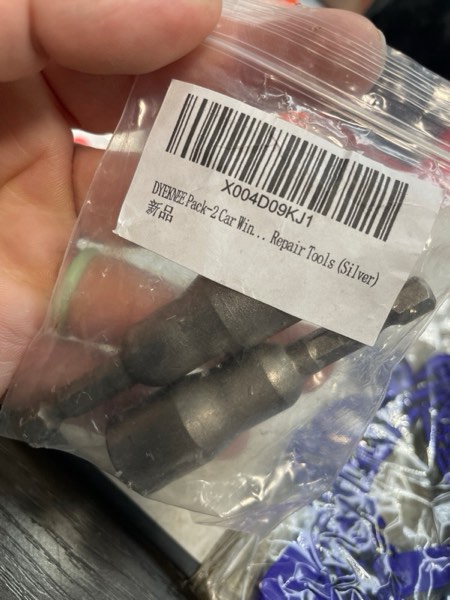 X004D09KJ1
DYEKNEE Pack-2 Car Win... Repair Tools (Silver)
新品